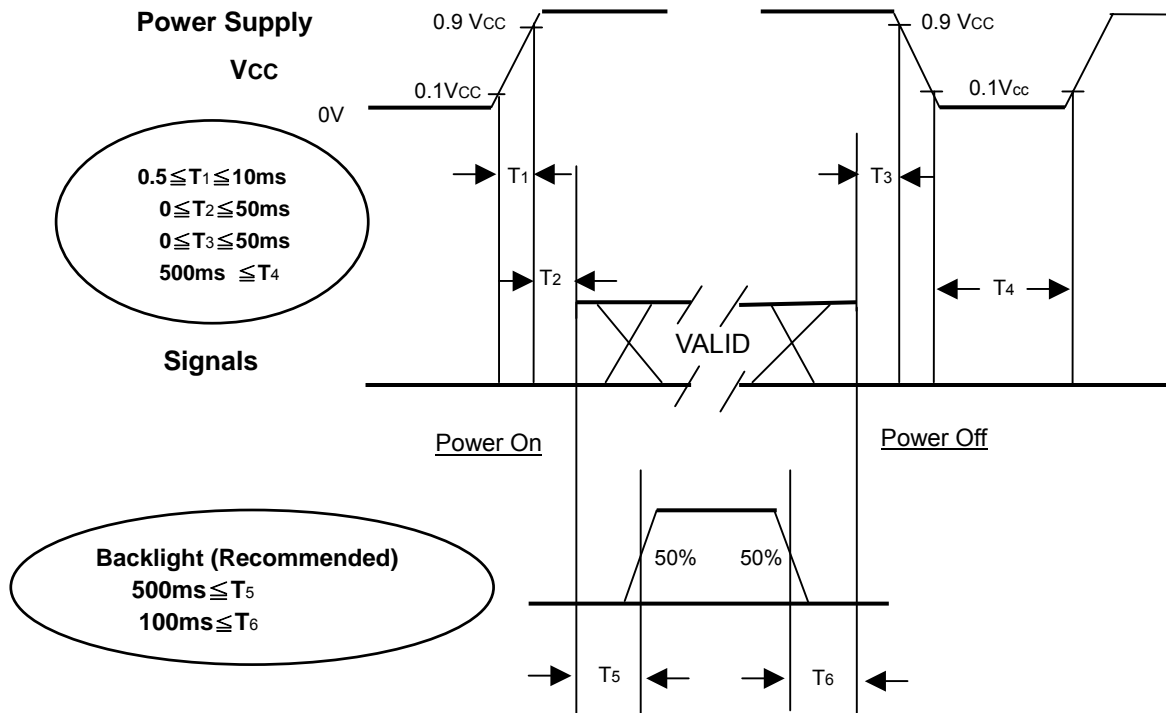 Power Supply
VCC
0.9 VCC
0.1VCC
0V
0.9 VCC
0.1Vcc
0.5≦T1≦10ms
0≦T2≦50ms
0≦T3≦50ms
500ms ≦T4
T1
T2
T3
T4
Signals
VALID
Power On
Power Off
Backlight (Recommended)
500ms≦T5
100ms≦T6
50%
50%
T5
T6